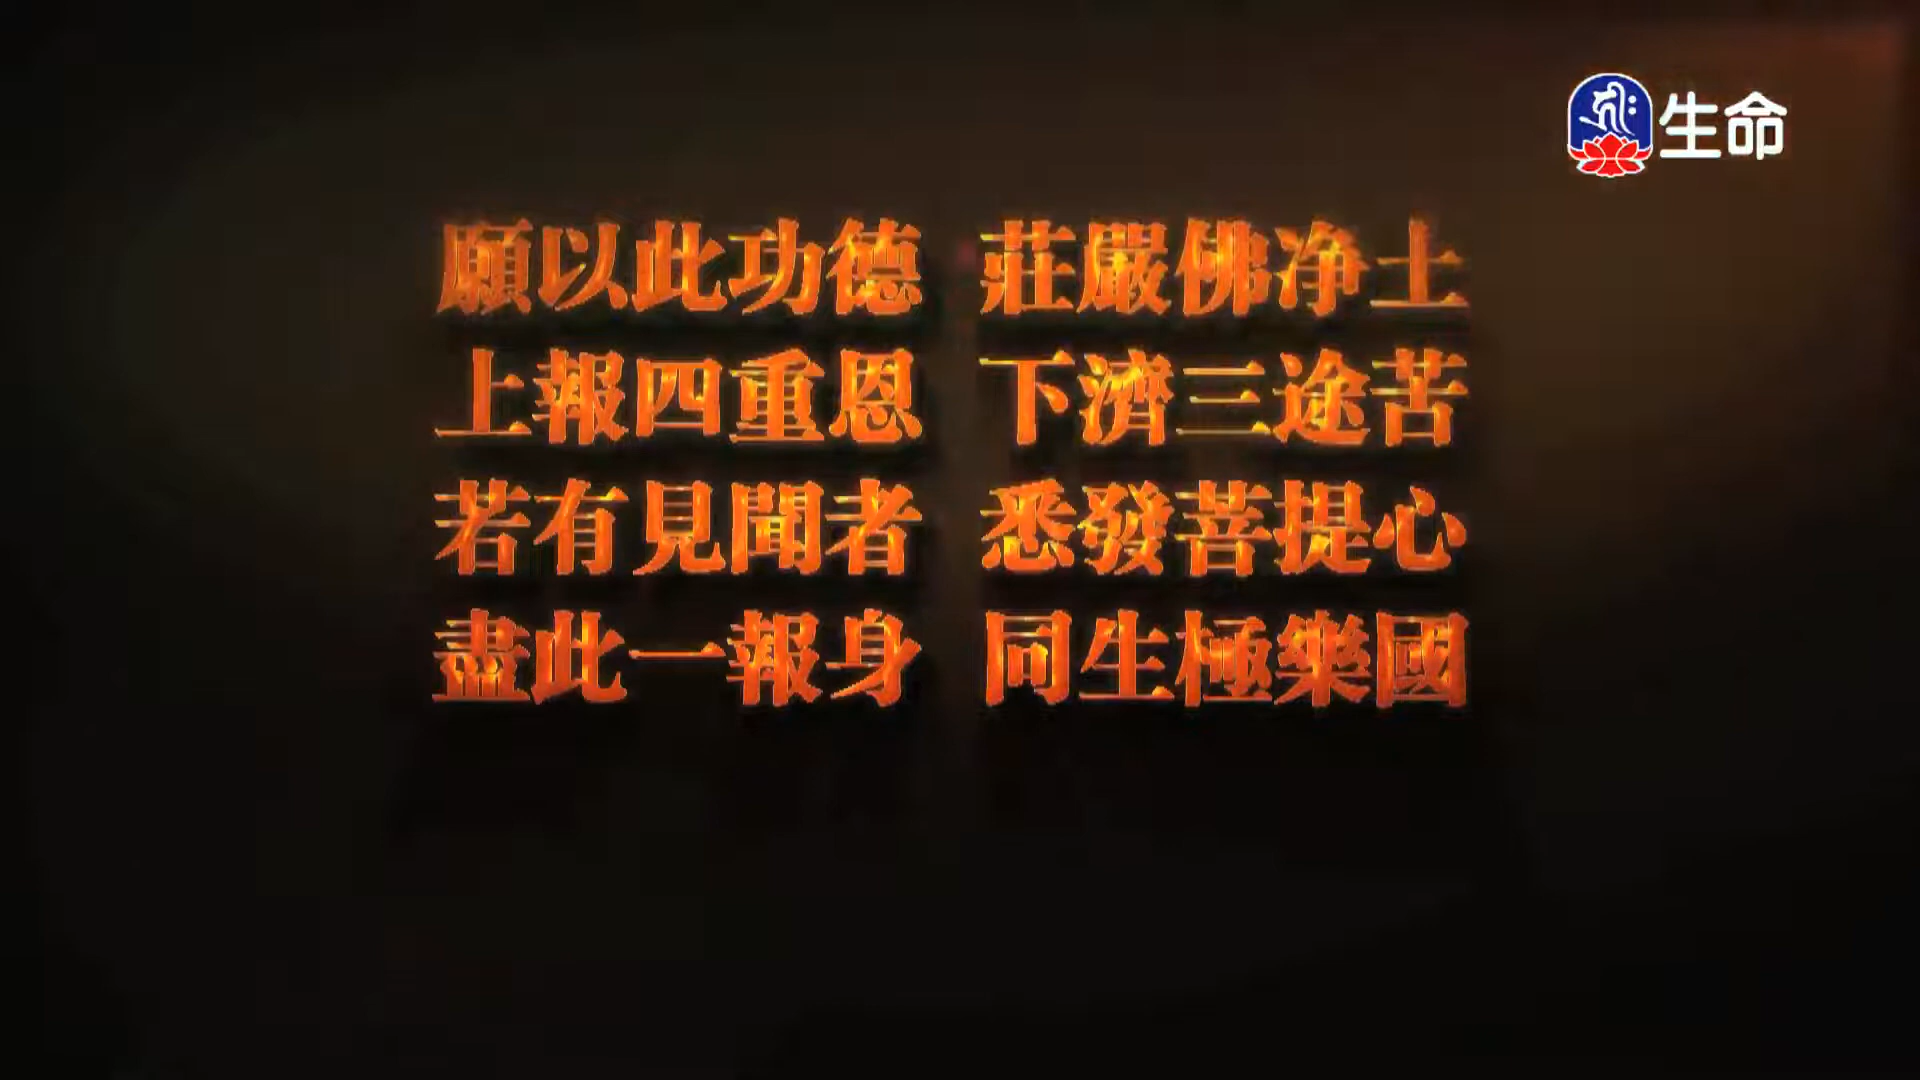 生命
願以此功德 莊嚴佛净土
上報四重恩 下濟三途苦
若有見聞者 悉發菩提心
盡此一報身 同生極樂國